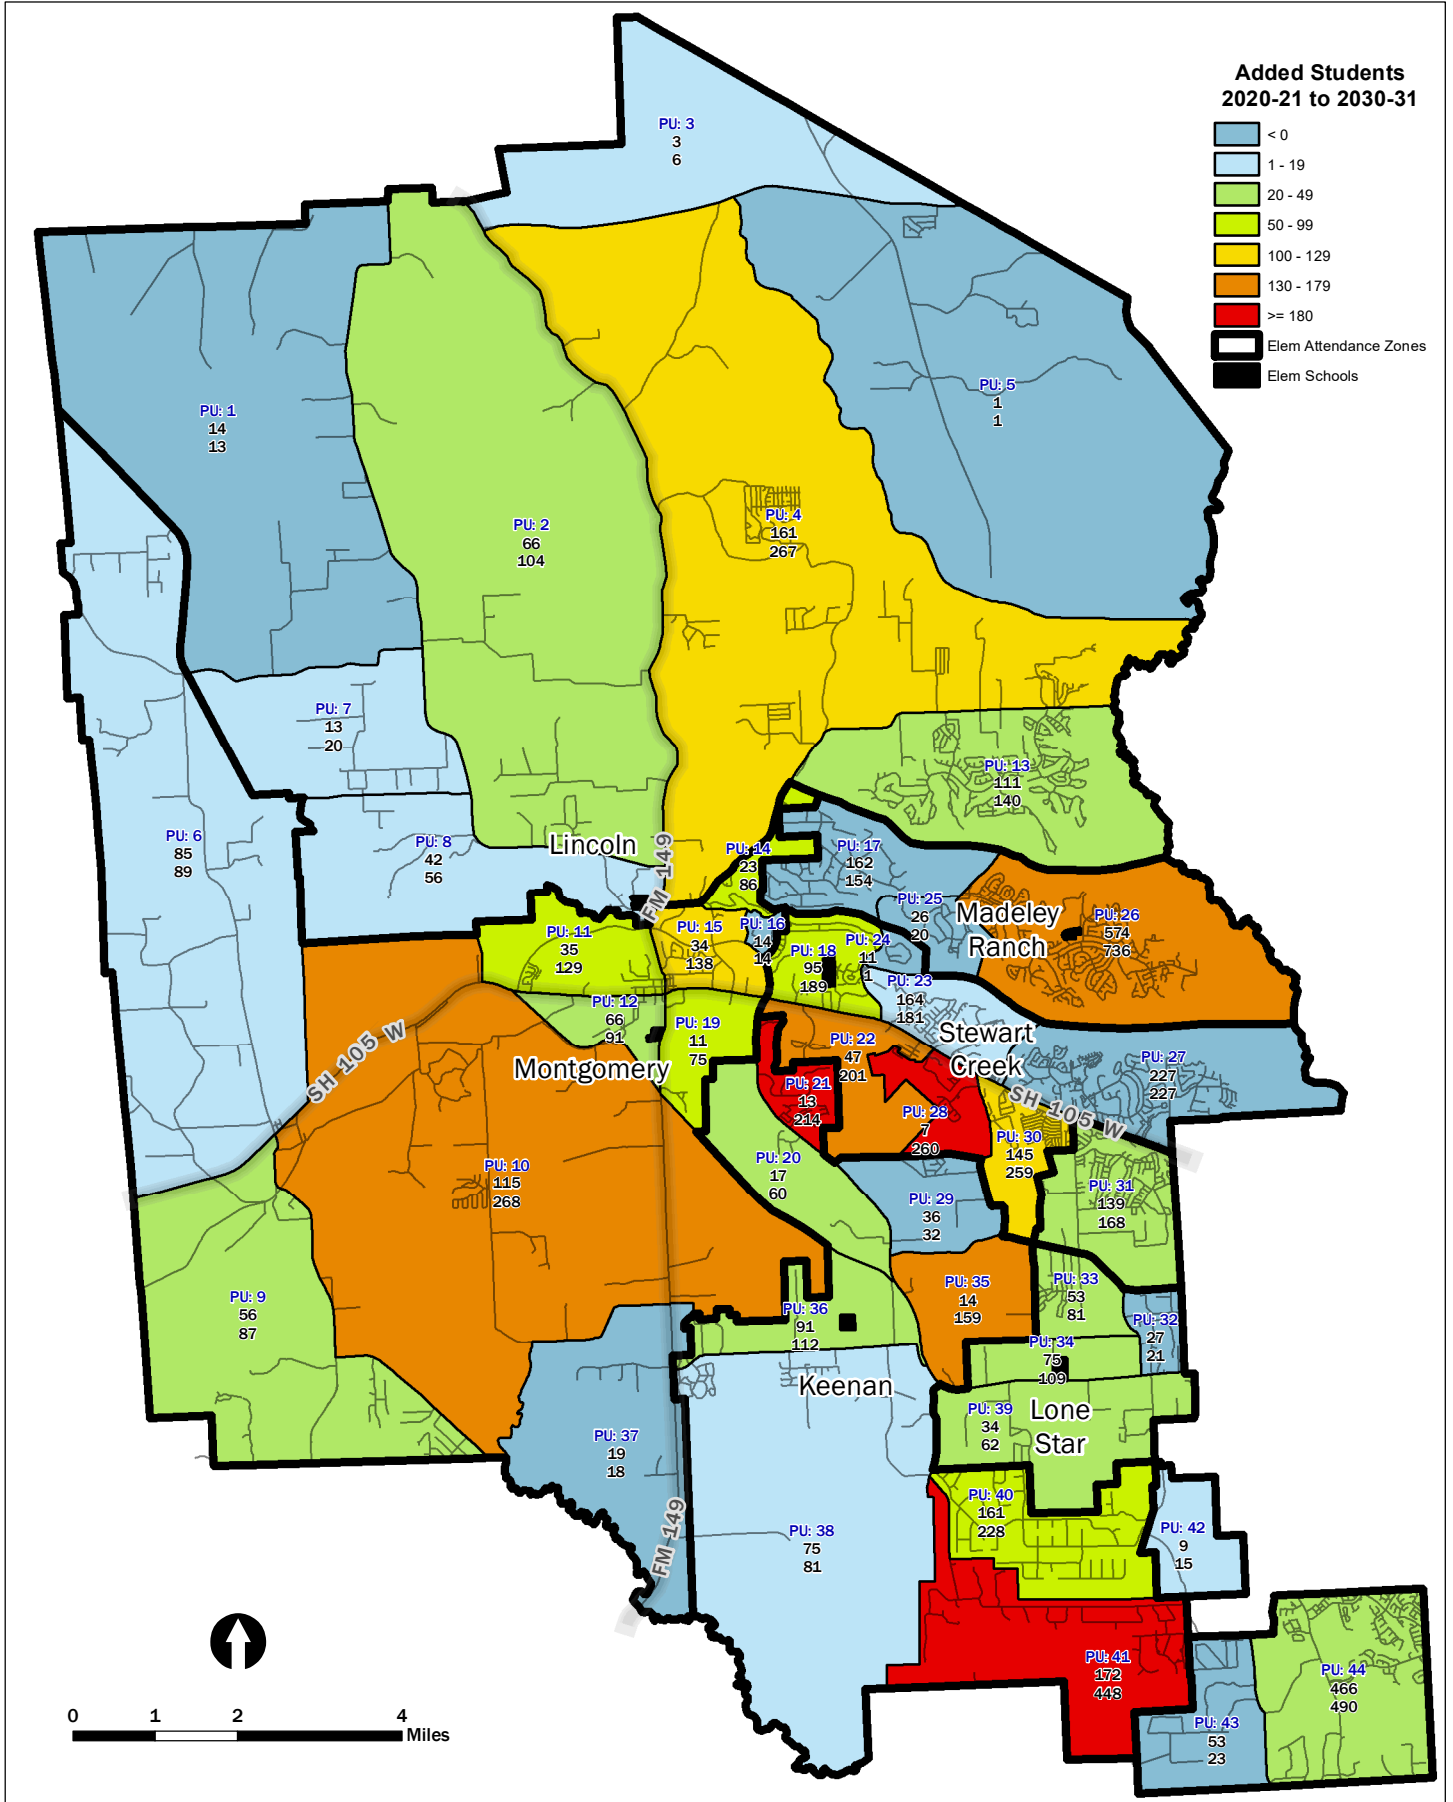 Added Students
2020-21 to 2030-31
< 0
1 - 19
20 - 49
50 - 99
100 - 129
130 - 179
>= 180
Elem Attendance Zones
Elem Schools
PU: 3
3
6
PU: 5
1
1
PU: 1
14
13
PU: 2
66
104
PU: 4
161
267
PU: 7
13
20
PU: 13
111
140
PU: 6
85
89
PU: 8
42
56
Lincoln
FM 149
PU: 14
23
86
PU: 17
162
154
PU: 25
26
20
Madeley
Ranch
PU: 26
574
736
PU: 11
35
129
PU: 15
34
138
PU: 16
14
14
PU: 18
95
189
PU: 24
11
1
PU: 23
164
181
PU: 12
66
91
PU: 19
11
75
PU: 22
47
201
Stewart
Creek
SH 105 W
Montgomery
PU: 21
13
214
PU: 28
7
260
PU: 27
227
227
SH 105 W
PU: 30
145
259
PU: 10
115
268
PU: 20
17
60
PU: 29
36
32
PU: 31
139
168
PU: 9
56
87
PU: 35
14
159
PU: 33
53
81
PU: 36
91
112
PU: 32
27
21
PU: 34
75
109
Keenan
PU: 39
34
62
Lone
Star
PU: 37
19
18
PU: 38
75
81
PU: 40
161
228
PU: 42
9
15
FM 149
PU: 41
172
448
PU: 44
466
490
PU: 43
53
23
0 1 2 4
Miles